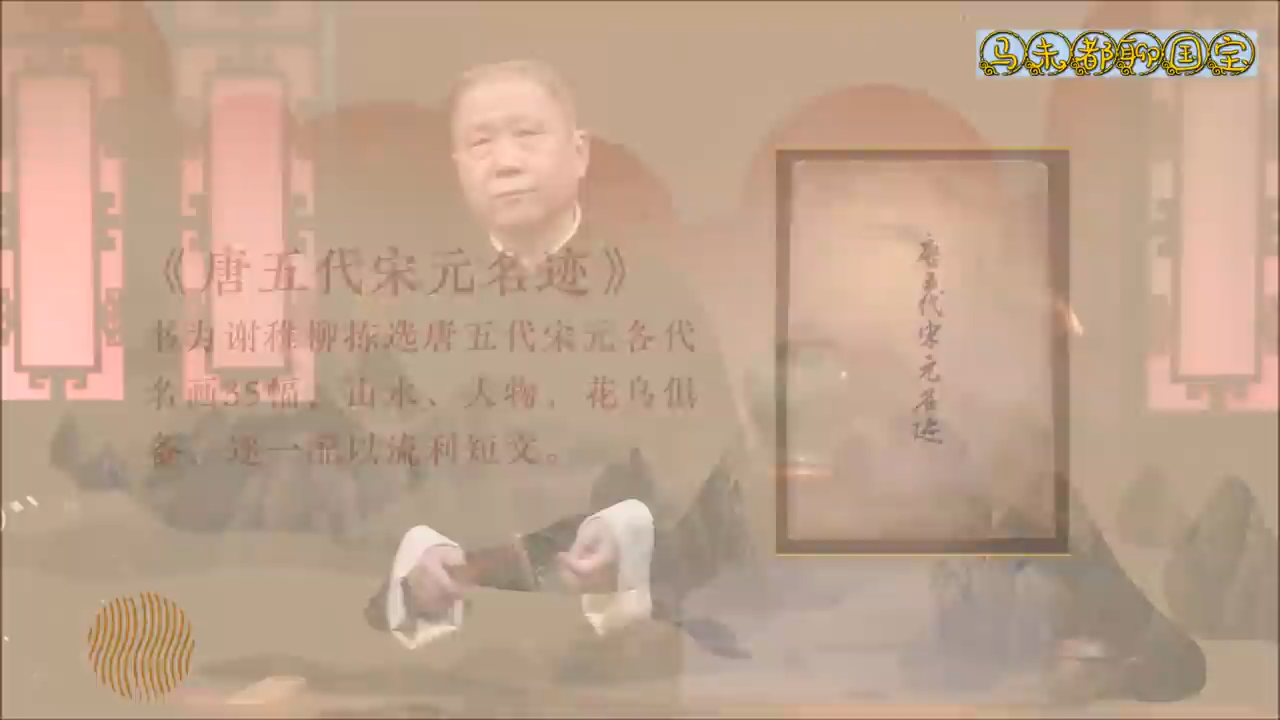 马未都聊国宝
《唐五代宋元名迹》
书为谢稚柳拣选唐五代宋元各代
名画35幅，山水、人物、花鸟俱
备，逐一配以流利短文。
唐五代宋元名迹